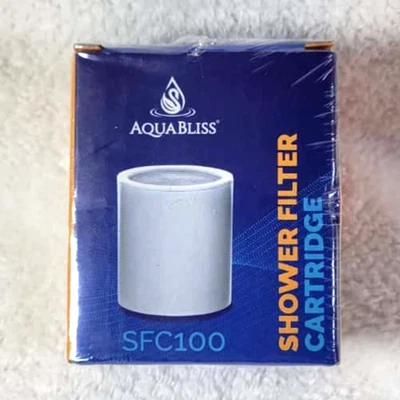 AQUABLISS®
SFC100
SHOWER FILTER
CARTRIDGE